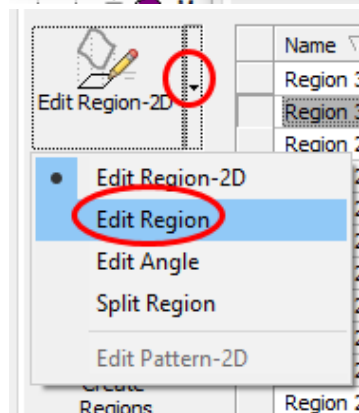 Name
Edit Region-2D
Region 3
Region 3
Region 2
Edit Region-2D
Edit Region
Edit Angle
Split Region
Edit Pattern-2D
Create
Regions
Region 2